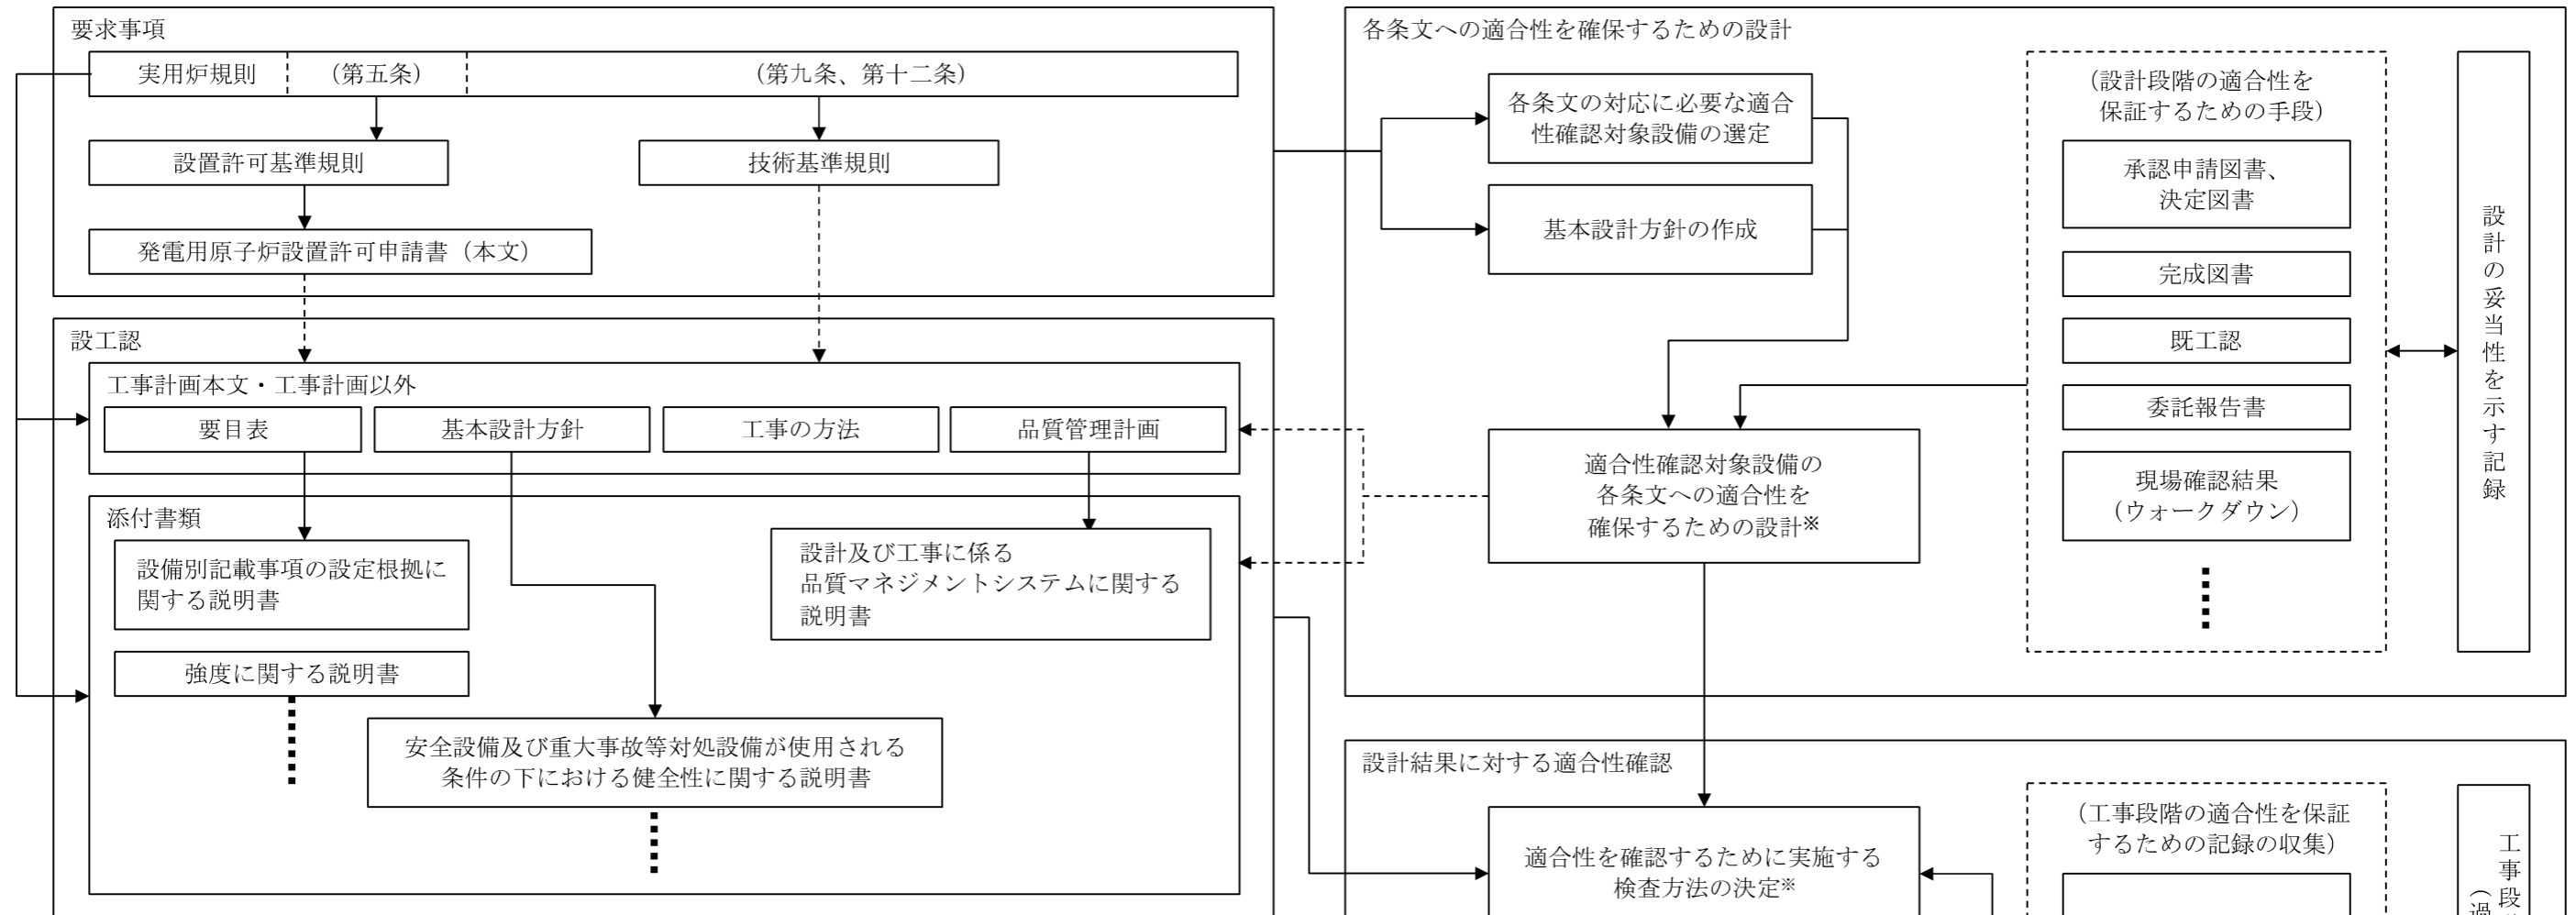 要求事項
実用炉規則
(第五条)
(第九条、第十二条)
設置許可基準規則
技術基準規則
発電用原子炉設置許可申請書（本文）
設工認
工事計画本文・工事計画以外
要目表
基本設計方針
工事の方法
品質管理計画
添付書類
設備別記載事項の設定根拠に
関する説明書
設計及び工事に係る
品質マネジメントシステムに関する
説明書
強度に関する説明書
安全設備及び重大事故等対処設備が使用される
条件の下における健全性に関する説明書
各条文への適合性を確保するための設計
各条文の対応に必要な適合
性確認対象設備の選定
基本設計方針の作成
適合性確認対象設備の
各条文への適合性を
確保するための設計※
（設計段階の適合性を
保証するための手段）
承認申請図書、
決定図書
完成図書
既工認
委託報告書
現場確認結果
（ウォークダウン）
設計の妥当性を示す記録
設計結果に対する適合性確認
適合性を確認するために実施する
検査方法の決定※
（工事段階の適合性を保証
するための記録の収集）
工事段
（過